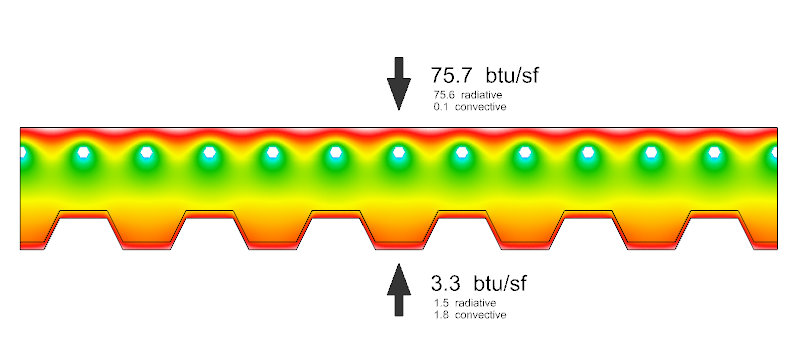 75.7 btu/sf
75.6 radiative
0.1 convective
3.3 btu/sf
1.5 radiative
1.8 convective